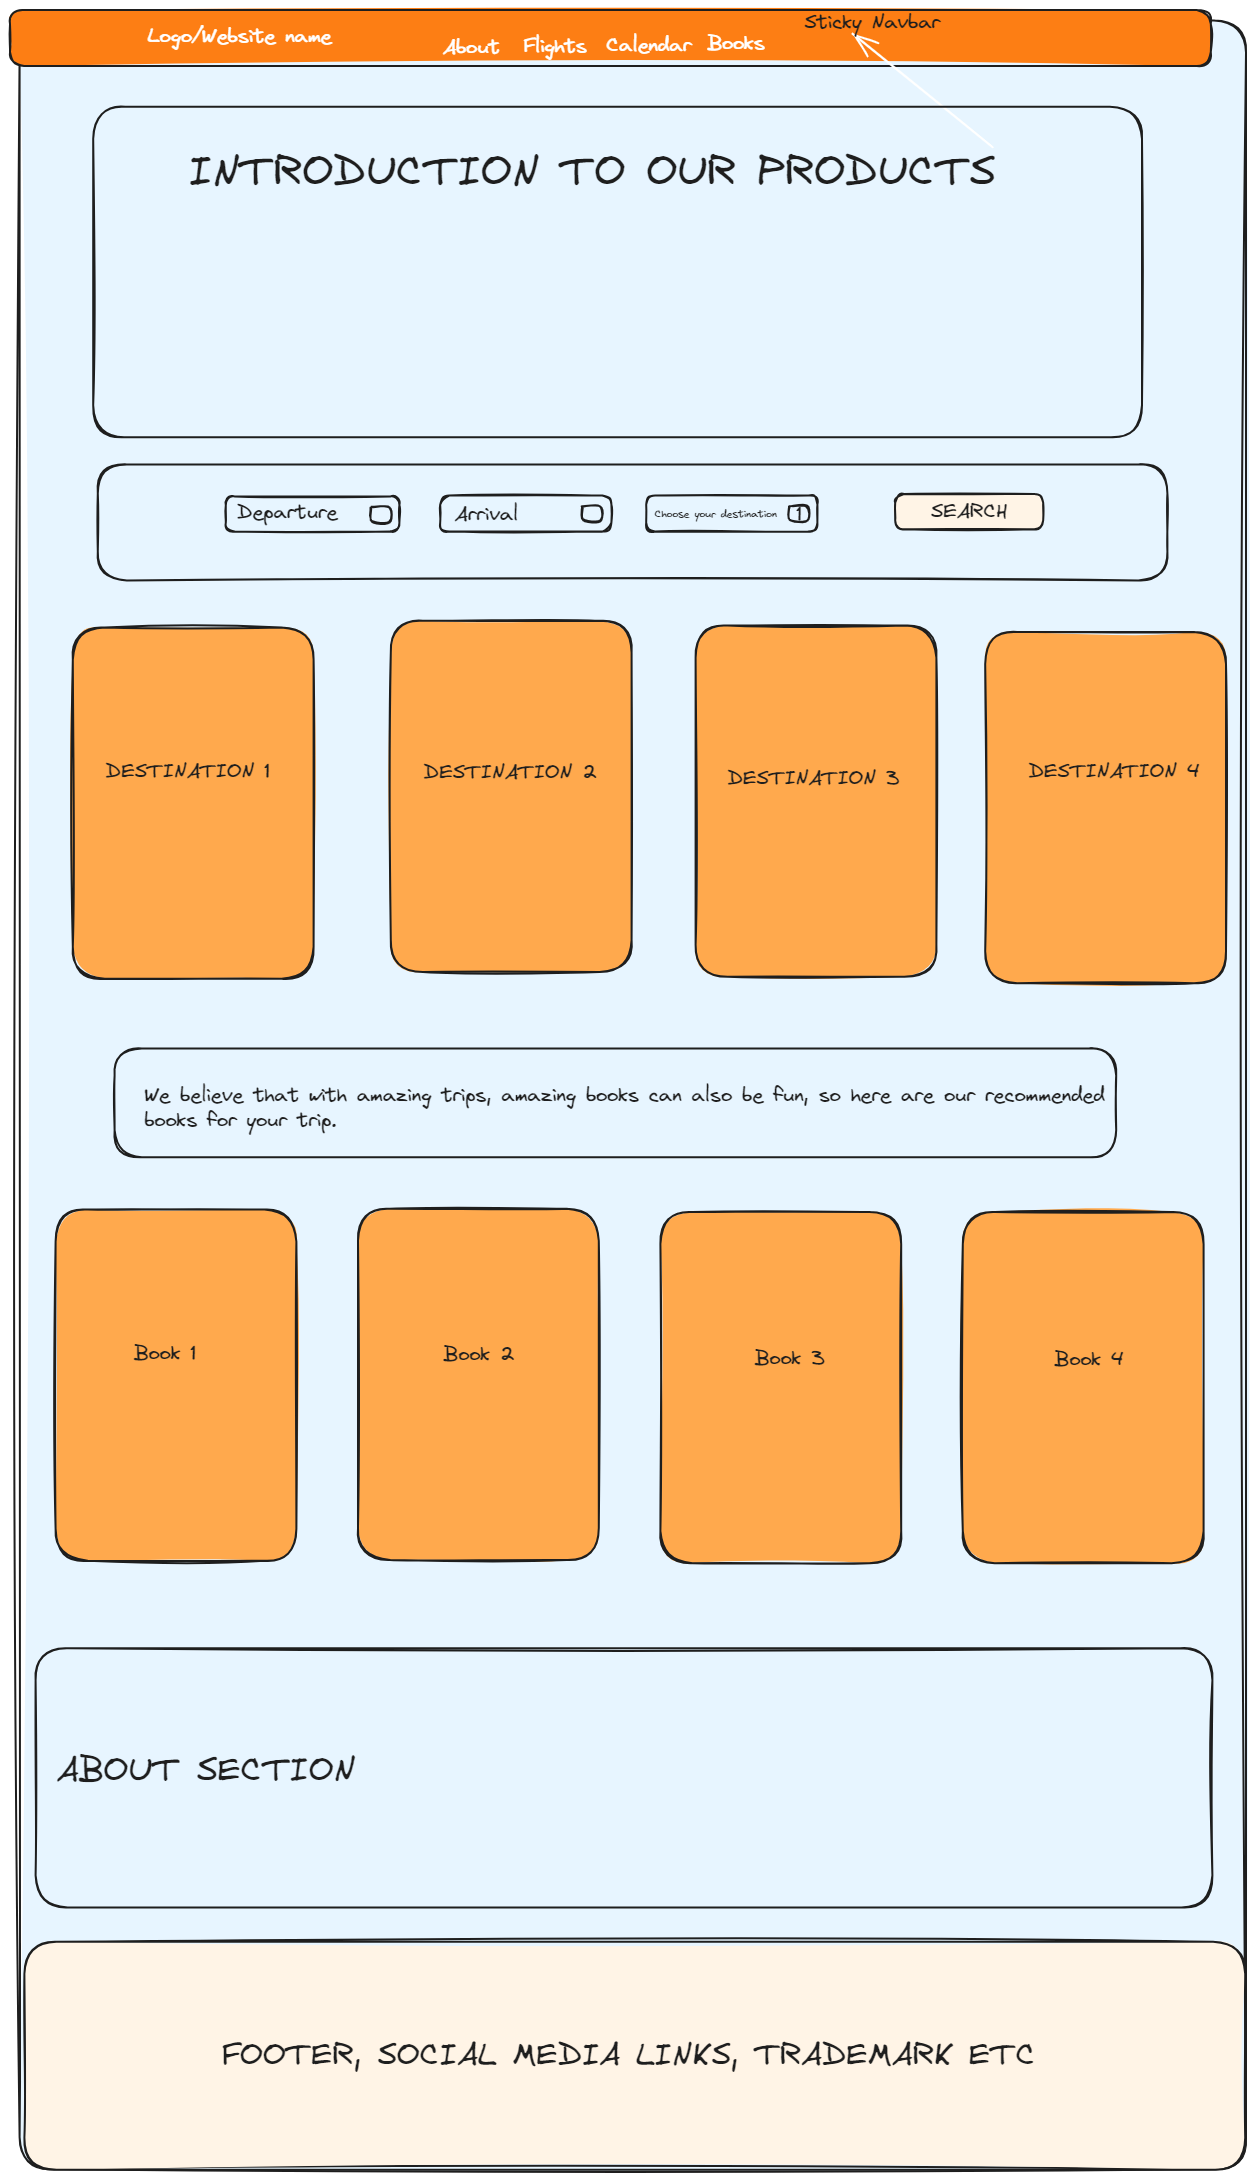 Logo/Website name
About Flights Calendar Books
Sticky Navbar
INTRODUCTION TO OUR PRODUCTS
Departure
Arrival
Choose your destination
1
SEARCH
DESTINATION 1
DESTINATION 2
DESTINATION 3
DESTINATION 4
We believe that with amazing trips, amazing books can also be fun, so here are our recommended
books for your trip.
Book 1
Book 2
Book 3
Book 4
ABOUT SECTION
FOOTER, SOCIAL MEDIA LINKS, TRADEMARK ETC